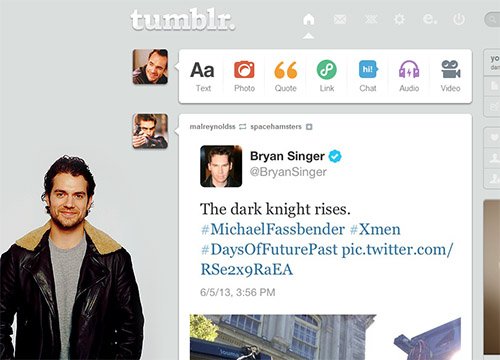 tumblr.
Aa
hi!
Text Photo Quote Link Chat Audio Video
malreynoldss spacehamsters
Bryan Singer
@BryanSinger
The dark knight rises.
#MichaelFassbender #Xmen
#DaysOfFuturePast pic.twitter.com/
RSe2x9RaEA
6/5/13, 3:56 PM